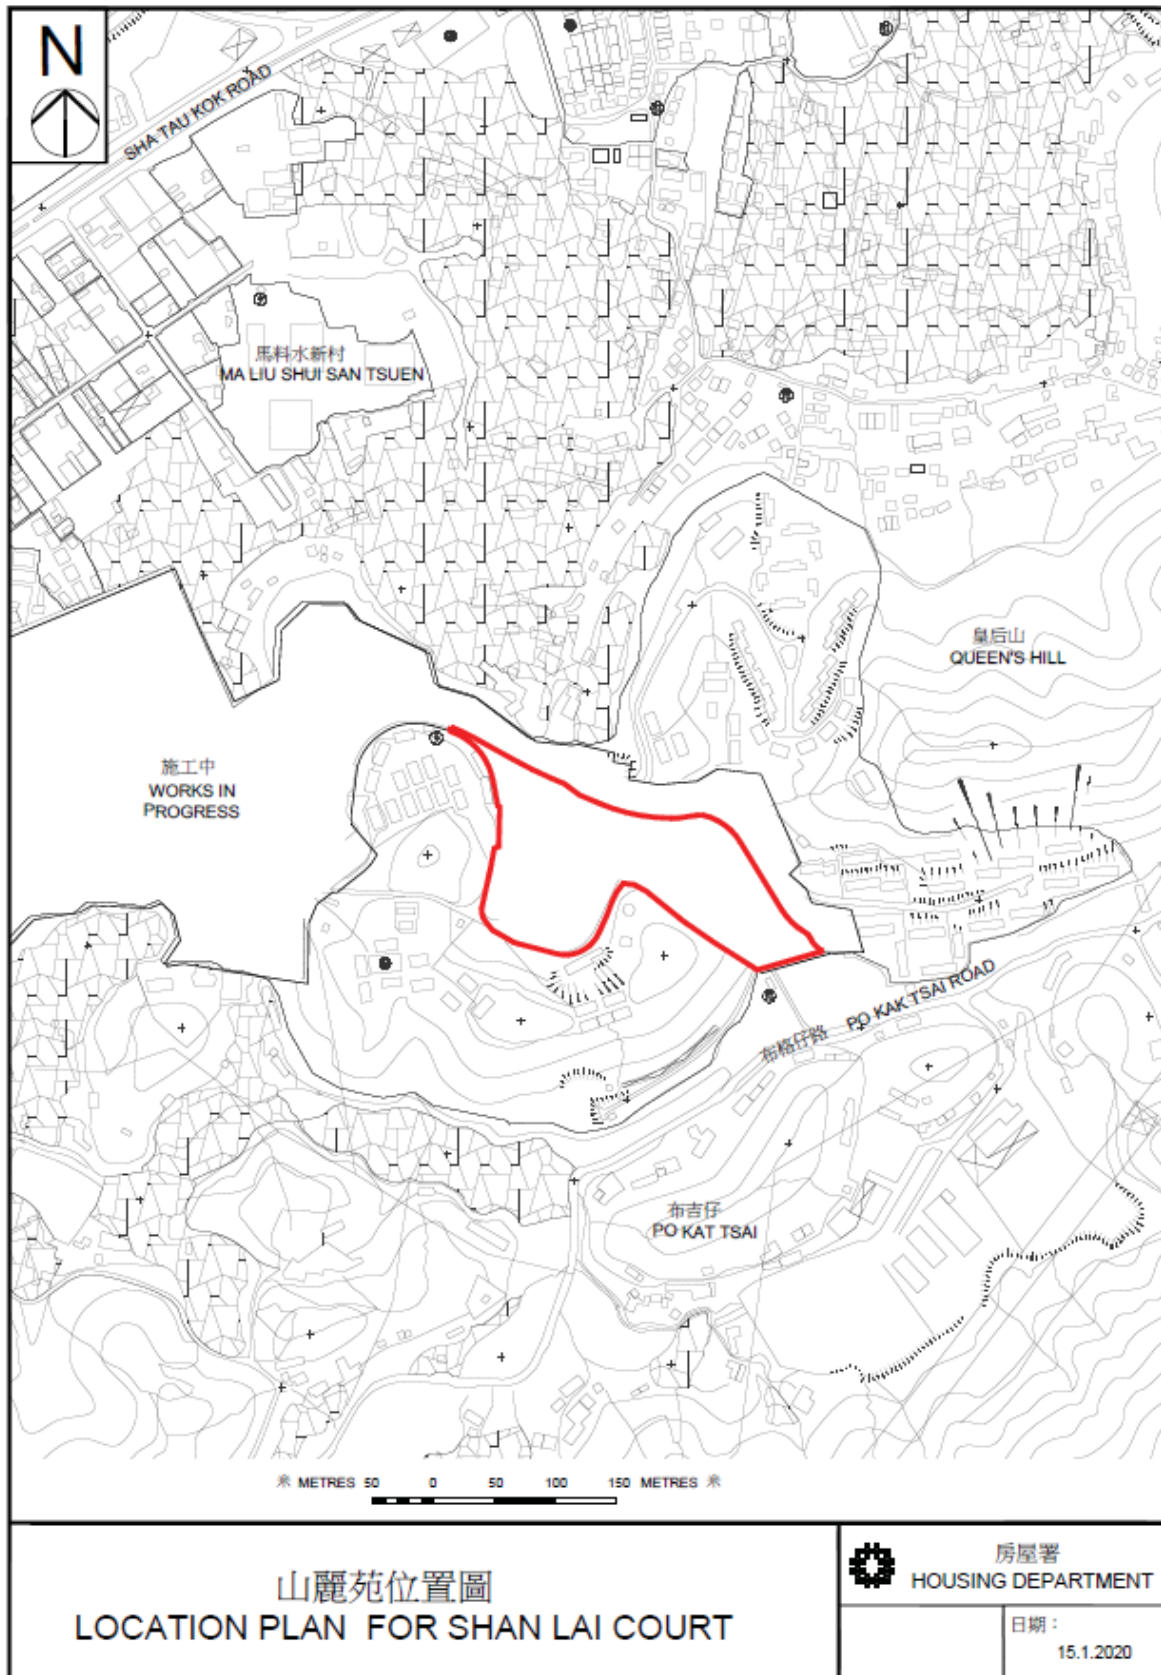 N
SHA TAU KOK ROAD
馬料水新村
MA LIU SHUI SAN TSUEN
皇后山
QUEEN'S HILL
施工中
WORKS IN
PROGRESS
布格仔路 PO KAK TSAI ROAD
布吉仔
PO KAT TSAI
米 METRES 50 0 50 100 150 METRES 米
山麗苑位置圖
LOCATION PLAN FOR SHAN LAI COURT
房屋署
HOUSING DEPARTMENT
日期：
15.1.2020